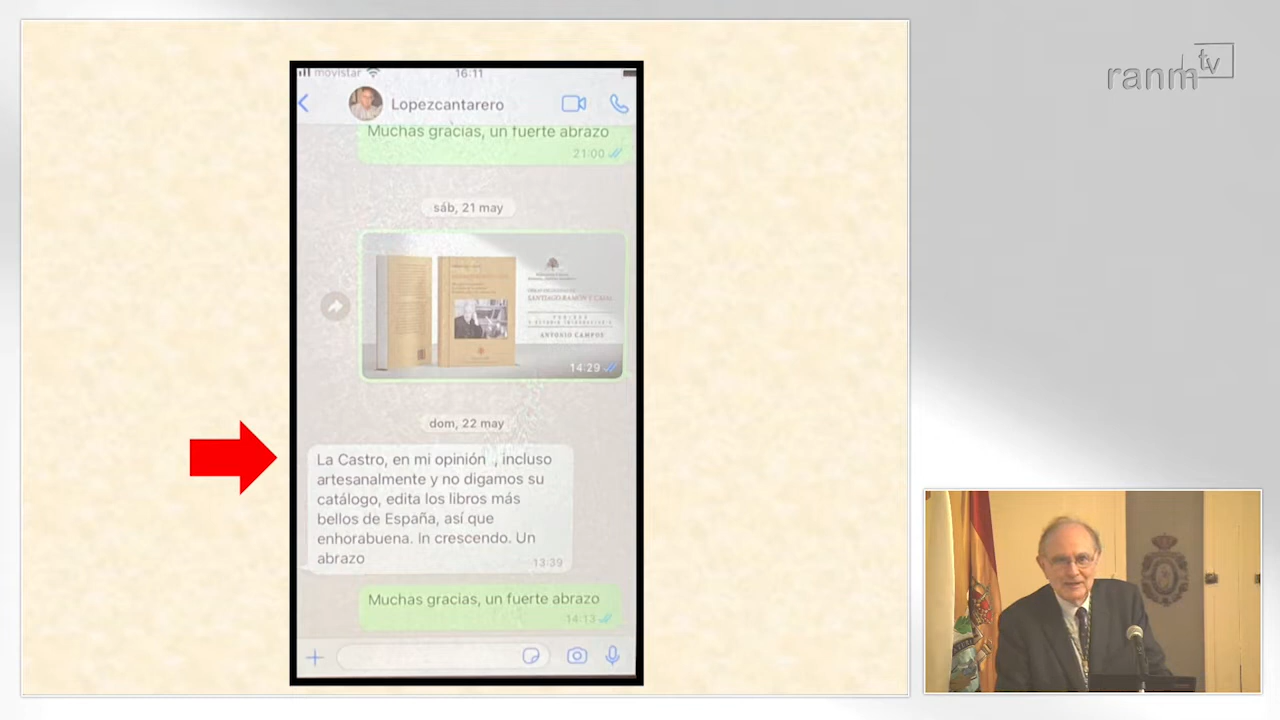 movistar 16:11
Lopezcantarero
Muchas gracias, un fuerte abrazo
21:00
sáb, 21 may
SANTIAGO RAMÓN Y CAJAL
ANTONIO CAMPOS
14:29
dom, 22 may
La Castro, en mi opinión , incluso
artesanalmente y no digamos su
catálogo, edita los libros más
bellos de España, así que
enhorabuena. In crescendo. Un
abrazo
13:39
Muchas gracias, un fuerte abrazo
14:13
ranm tv